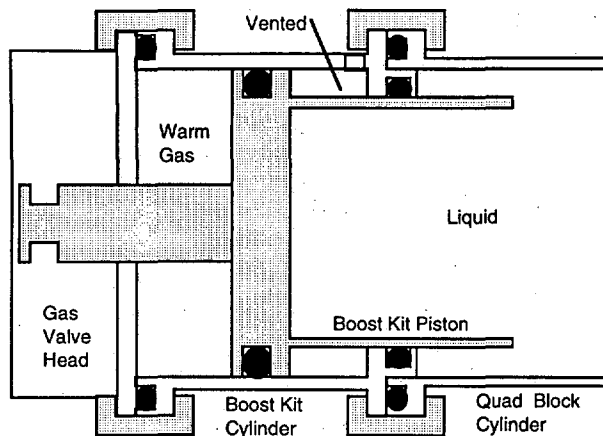 Vented
Warm
Gas
Liquid
Gas
Valve
Head
Boost Kit Piston
Boost Kit
Cylinder
Quad Block
Cylinder